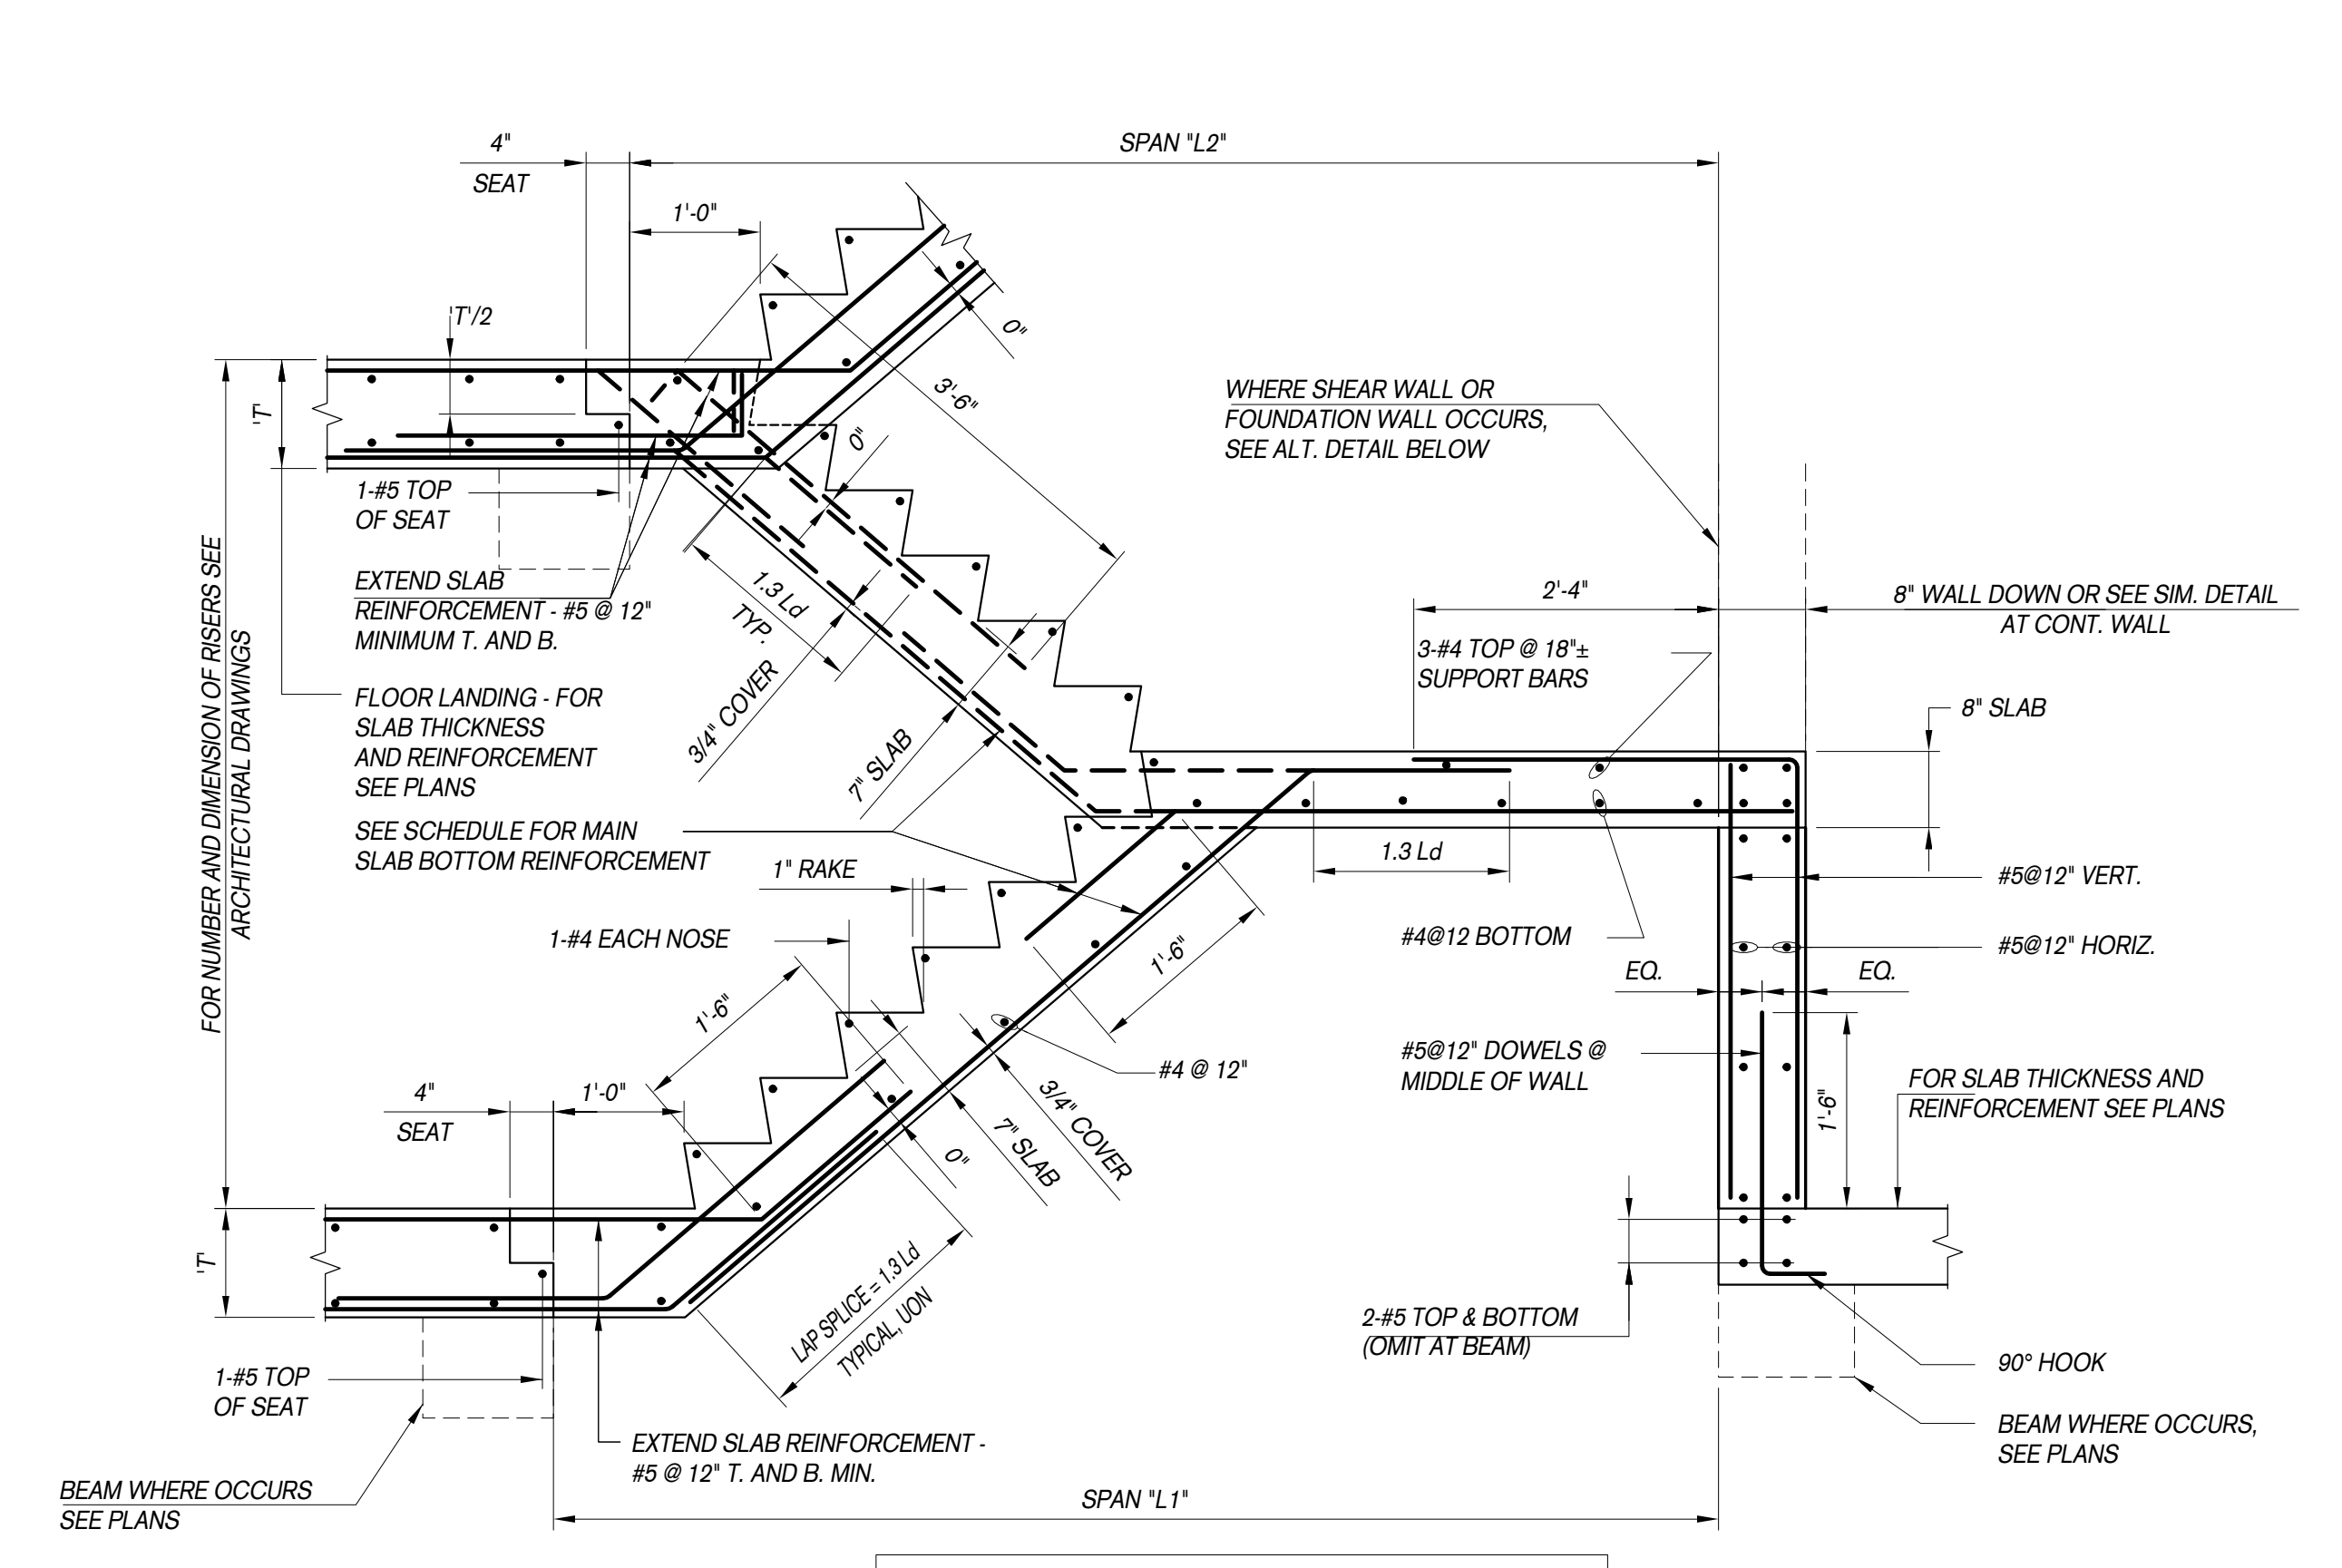 SPAN "L2"
4"
SEAT
1'-0"
'T'/2
0"
3'-6"
'T'
0"
WHERE SHEAR WALL OR
FOUNDATION WALL OCCURS,
SEE ALT. DETAIL BELOW
1-#5 TOP
OF SEAT
EXTEND SLAB
REINFORCEMENT - #5 @ 12"
MINIMUM T. AND B.
1.3 Ld
TYP.
2'-4"
8" WALL DOWN OR SEE SIM. DETAIL
AT CONT. WALL
3-#4 TOP @ 18"±
SUPPORT BARS
FOR NUMBER AND DIMENSION OF RISERS SEE
ARCHITECTURAL DRAWINGS
FLOOR LANDING - FOR
SLAB THICKNESS
AND REINFORCEMENT
SEE PLANS
3/4" COVER
7" SLAB
8" SLAB
SEE SCHEDULE FOR MAIN
SLAB BOTTOM REINFORCEMENT
1" RAKE
1.3 Ld
#5@12" VERT.
1-#4 EACH NOSE
#4@12 BOTTOM
1'-6"
#5@12" HORIZ.
EQ.
EQ.
1'-6"
#5@12" DOWELS @
MIDDLE OF WALL
#4 @ 12"
3/4" COVER
7" SLAB
0"
FOR SLAB THICKNESS AND
REINFORCEMENT SEE PLANS
1'-6"
4"
SEAT
1'-0"
'T'
LAP SPLICE = 1.3 Ld
TYPICAL, UON
2-#5 TOP & BOTTOM
(OMIT AT BEAM)
90° HOOK
1-#5 TOP
OF SEAT
BEAM WHERE OCCURS,
SEE PLANS
EXTEND SLAB REINFORCEMENT -
#5 @ 12" T. AND B. MIN.
BEAM WHERE OCCURS
SEE PLANS
SPAN "L1"